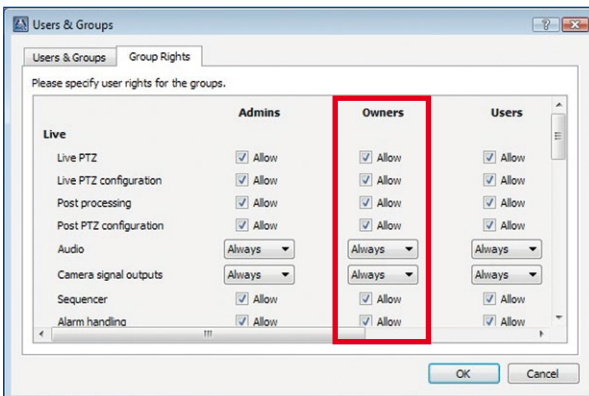 Users & Groups
Users & Groups Group Rights
Please specify user rights for the groups.
Admins Owners Users
Live
Live PTZ Allow Allow Allow
Live PTZ configuration Allow Allow Allow
Post processing Allow Allow Allow
Post PTZ configuration Allow Allow Allow
Audio Always Always Always
Camera signal outputs Always Always Always
Sequencer Allow Allow Allow
Alarm handling Allow Allow Allow
OK Cancel